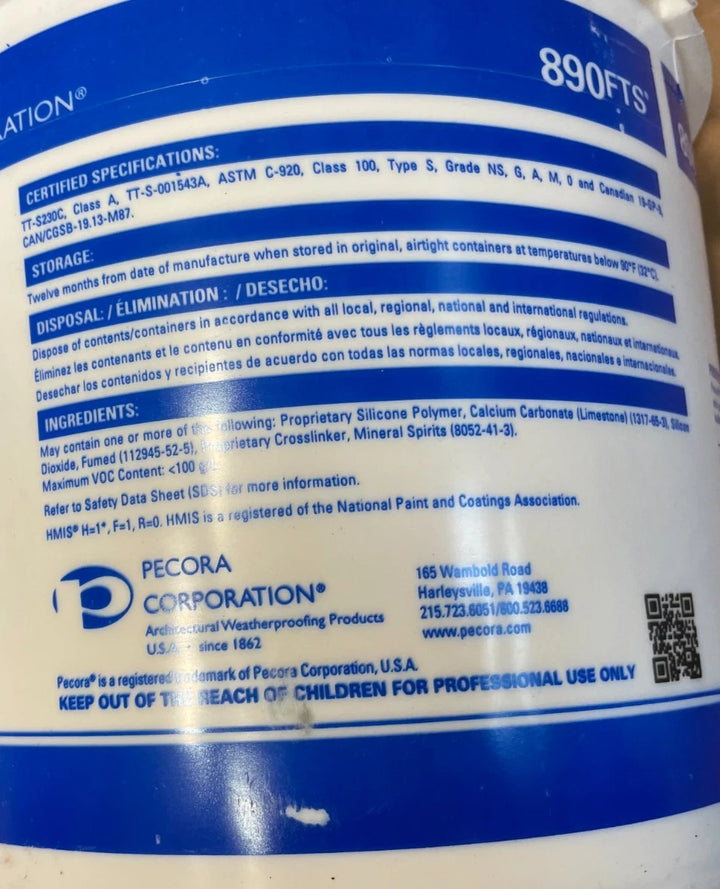 ATION®
890FTS®
CERTIFIED SPECIFICATIONS:
TT-S230C, Class A, TT-S-001543A, ASTM C-920, Class 100, Type S, Grade NS, G, A, M, O and Canadian
CAN/CGSB-19.13-M87.
STORAGE:
Twelve months from date of manufacture when stored in original, airtight containers at temperatures below 90°F (32°C).
DISPOSAL: / ÉLIMINATION : / DESECHO:
Dispose of contents/containers in accordance with all local, regional, national and international regulations.
Éliminez les contenants et le contenu en conformité avec tous les règlements locaux, régionaux, nationaux et internationaux.
Desechar los contenidos y recipientes de acuerdo con todas las normas locales, regionales, nacionales e internacionales.
INGREDIENTS:
May contain one or more of the following: Proprietary Silicone Polymer, Calcium Carbonate (Limestone) (1317-65-3), Silicon
Dioxide, Fumed (112945-52-5), Proprietary Crosslinker, Mineral Spirits (8052-41-3).
Maximum VOC Content: <100 g/L
Refer to Safety Data Sheet (SDS) for more information.
HMIS® H=1*, F=1, R=0. HMIS is a registered of the National Paint and Coatings Association.
PECORA
CORPORATION®
Architectural Weatherproofing Products
U.S.A. • since 1862
165 Wambold Road
Harleysville, PA 19438
215.723.6051/800.523.6688
www.pecora.com
Pecora® is a registered trademark of Pecora Corporation, U.S.A.
KEEP OUT OF THE REACH OF CHILDREN FOR PROFESSIONAL USE ONLY